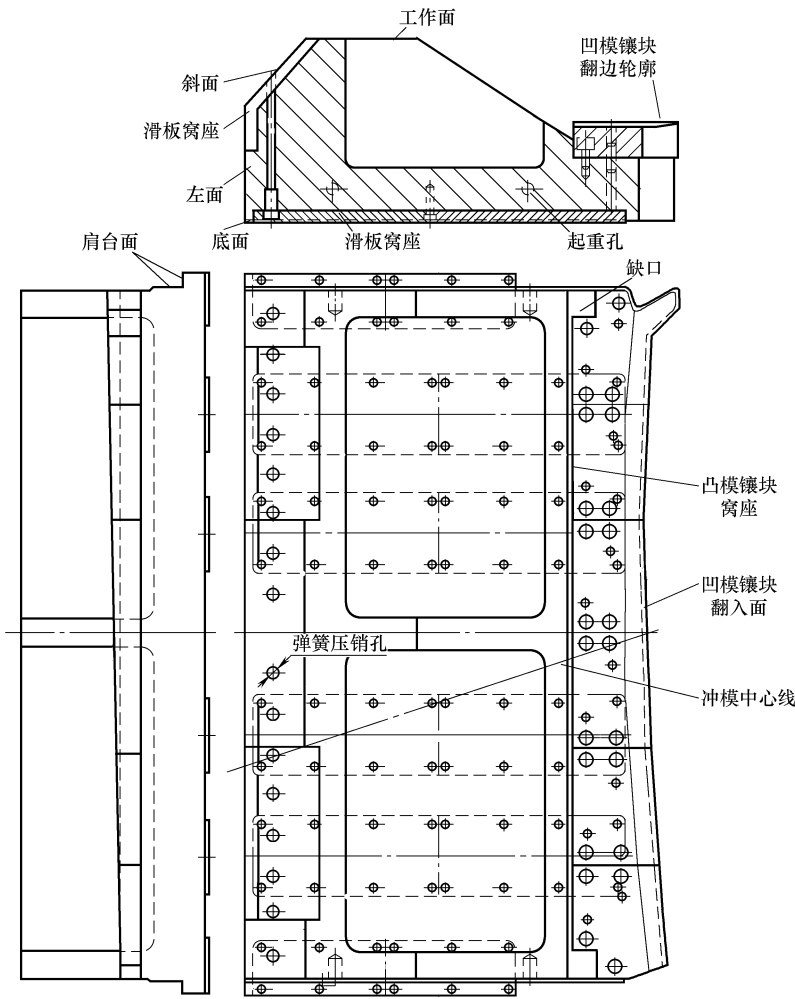 工作面
凹模镶块
翻边轮廓
斜面
滑板窝座
左面
底面
滑板窝座
起重孔
肩台面
缺口
凸模镶块
窝座
凹模镶块
翻入面
弹簧压销孔
冲模中心线